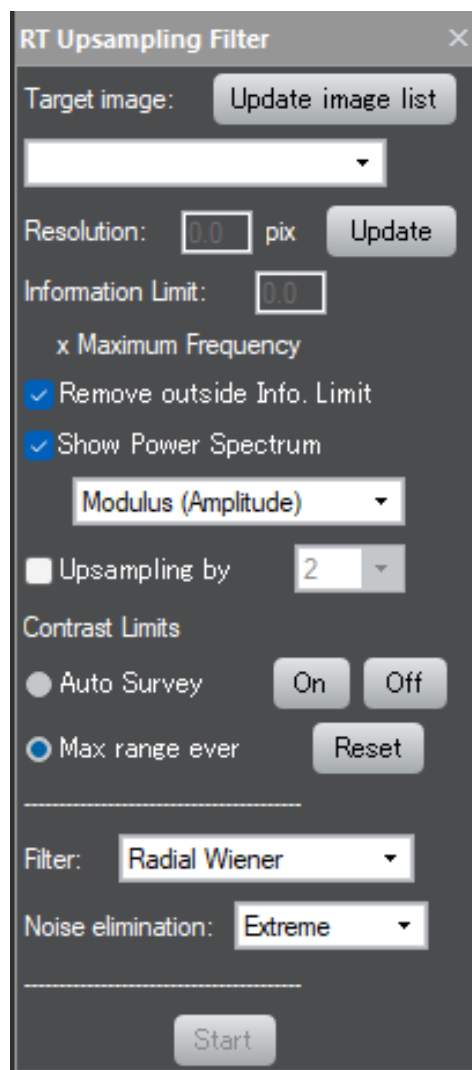 RT Upsampling Filter
Target image: Update image list
Resolution: 0.0 pix Update
Information Limit: 0.0
x Maximum Frequency
Remove outside Info. Limit
Show Power Spectrum
Modulus (Amplitude)
Upsampling by 2
Contrast Limits
Auto Survey On Off
Max range ever Reset
Filter: Radial Wiener
Noise elimination: Extreme
Start